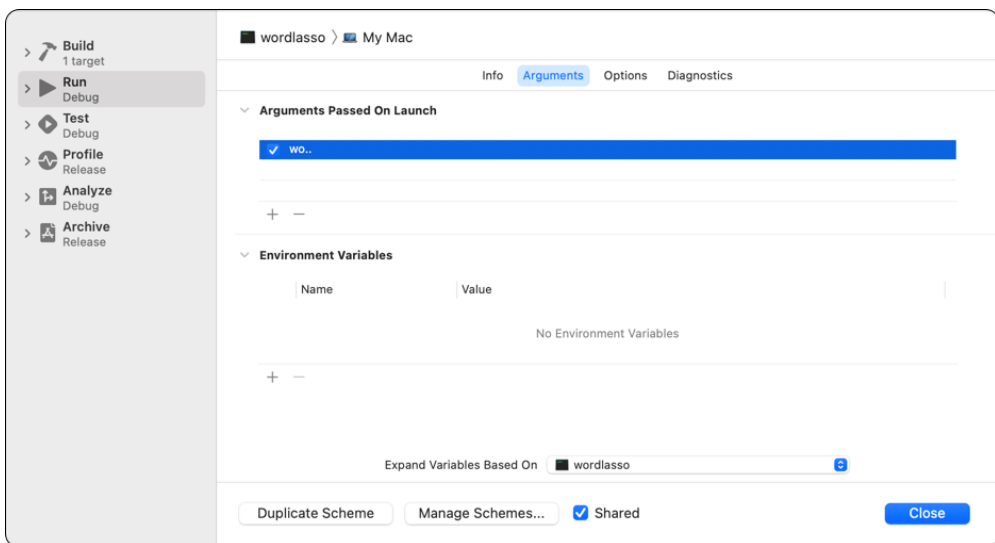 Build
1 target
Run
Debug
Test
Debug
Profile
Release
Analyze
Debug
Archive
Release
wordlasso 〉 My Mac
Info Arguments Options Diagnostics
Arguments Passed On Launch
wo..
+ −
Environment Variables
Name Value
No Environment Variables
+ −
Expand Variables Based On wordlasso
Duplicate Scheme Manage Schemes... Shared Close